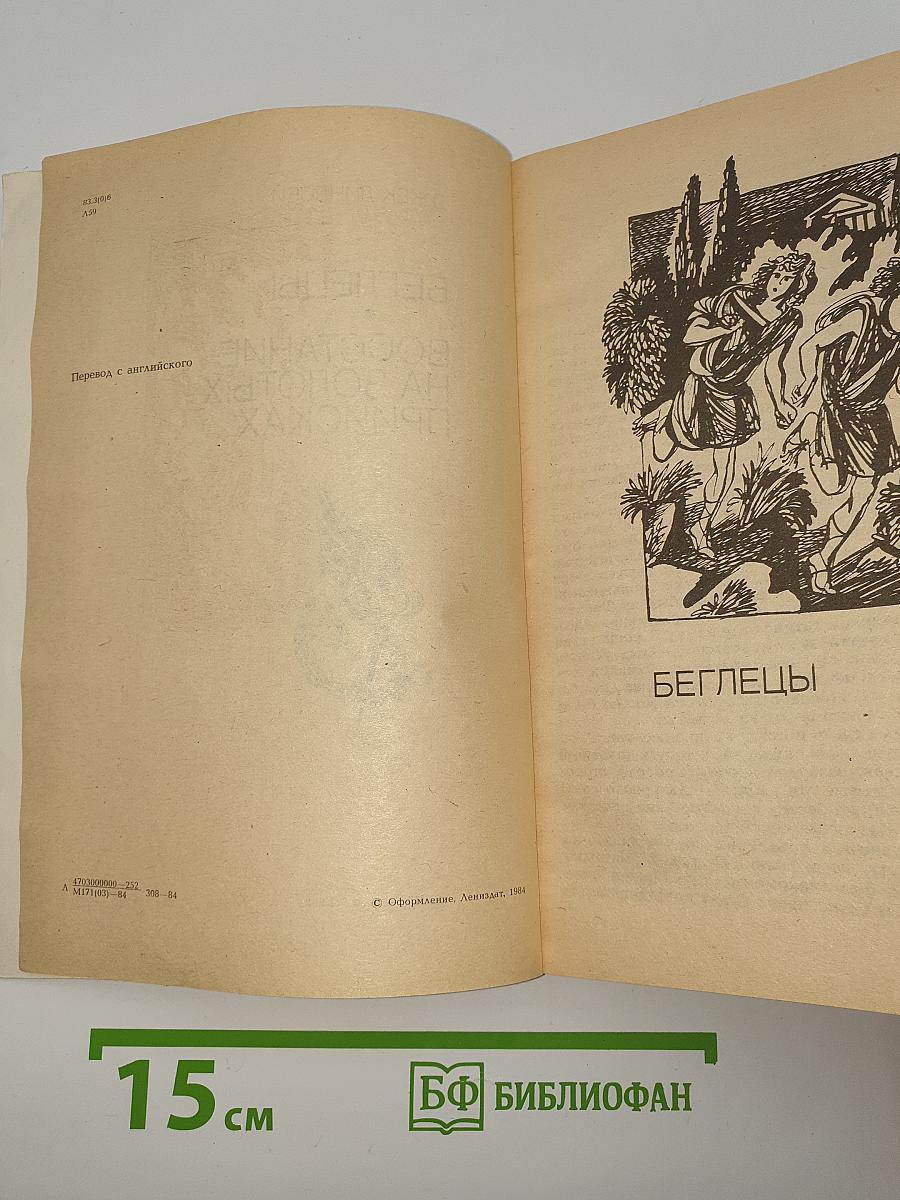 83.3(0)6
Л59
Перевод с английского
Л 4703000000—252 308—84
М171(03)—84
© Оформление, Лениздат, 1984
БЕГЛЕЦЫ
15 см
БФ БИБЛИОФАН